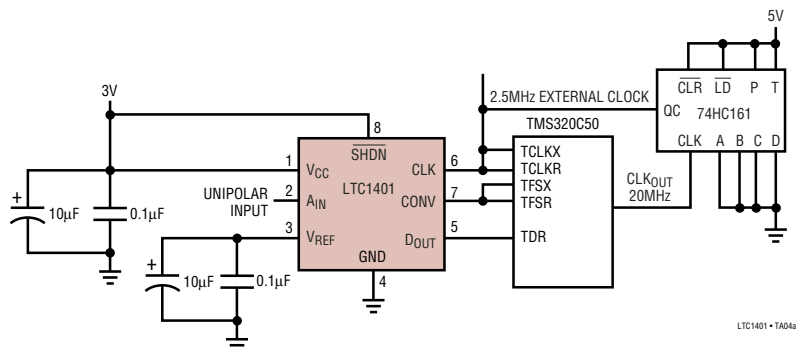 5V
3V
CLR LD P T
2.5MHz EXTERNAL CLOCK
QC 74HC161
TMS320C50
8
SHDN
CLK A B C D
1 VCC CLK 6 TCLKX
TCLKR
LTC1401
UNIPOLAR INPUT
2 AIN CONV 7 TFSX
TFSR
CLKOUT
20MHz
+
10µF 0.1µF
3 VREF DOUT 5 TDR
GND
4
+
10µF 0.1µF
LTC1401 • TA04a